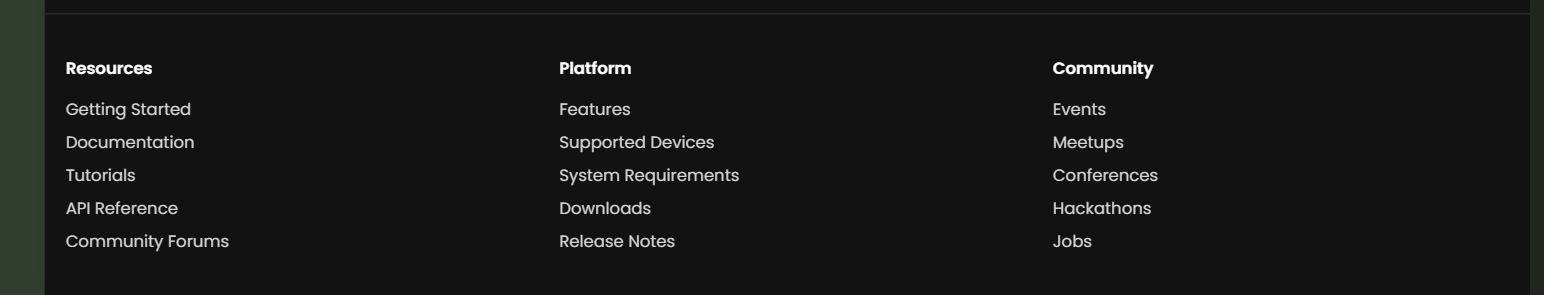 Resources
Getting Started
Documentation
Tutorials
API Reference
Community Forums
Platform
Features
Supported Devices
System Requirements
Downloads
Release Notes
Community
Events
Meetups
Conferences
Hackathons
Jobs